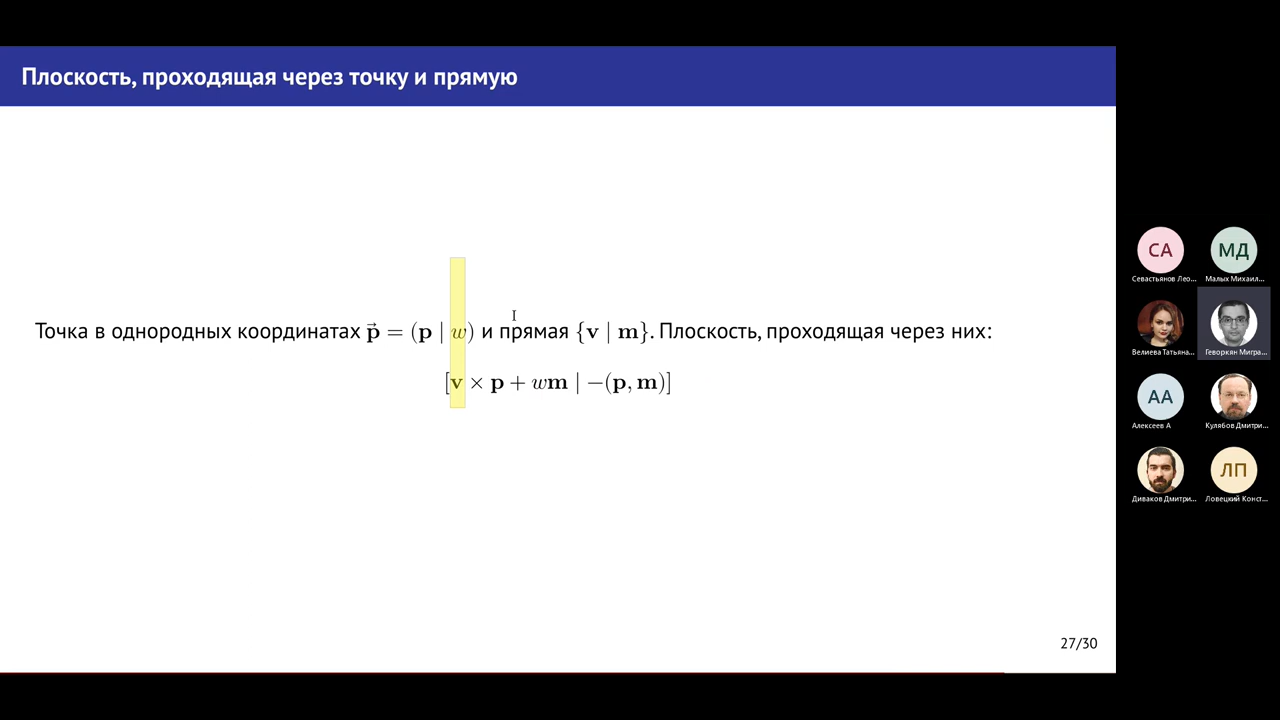 Плоскость, проходящая через точку и прямую
Точка в однородных координатах p⃗ = (p | w) и прямая {v | m}. Плоскость, проходящая через них:
[v × p + wm | −(p, m)]
27/30
СА
МД
Севастьянов Лео...
Малых Михаил...
Велиева Татьяна...
Геворкян Мигра...
АА
Алексеев А
Кулябов Дмитри...
ЛП
Диваков Дмитри...
Ловецкий Конст...